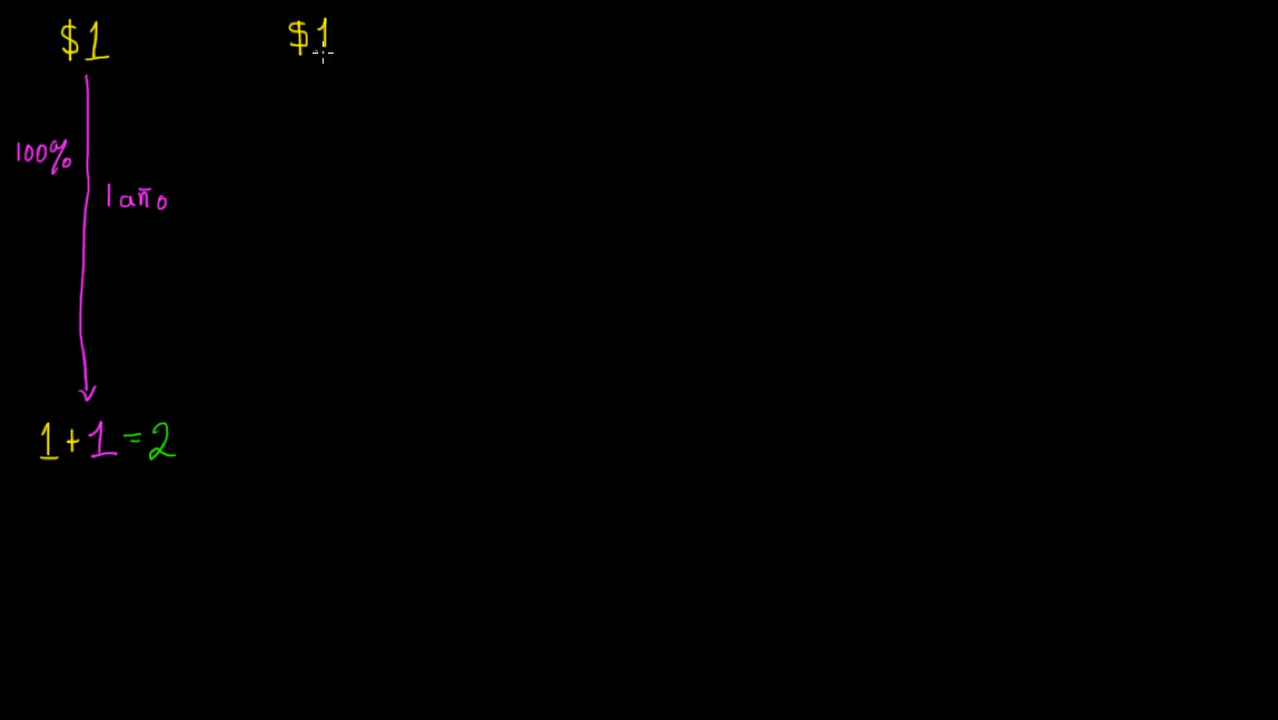 $1
$1
100%
1 año
1 + 1 = 2